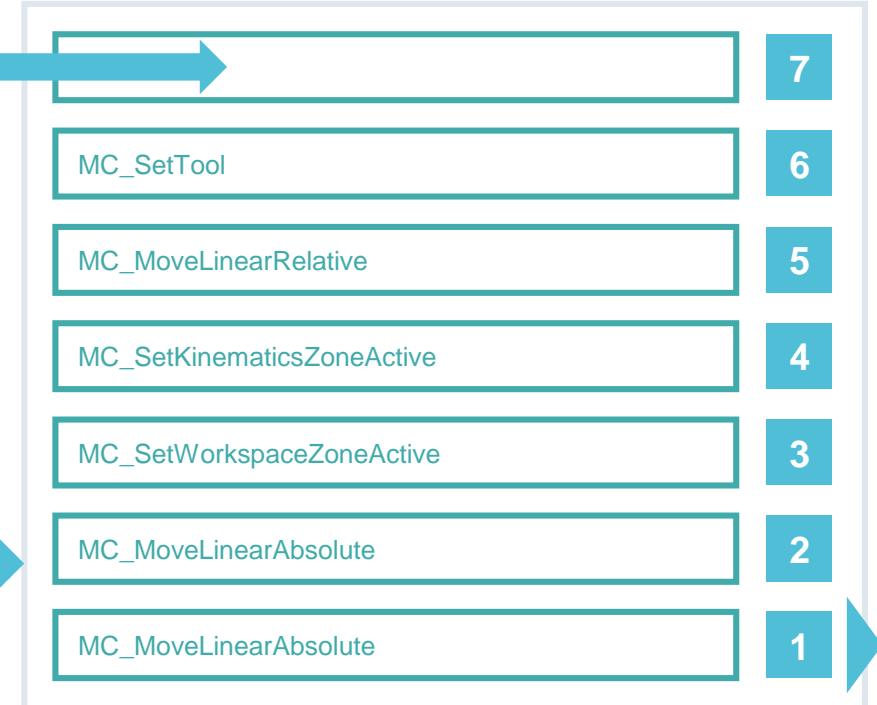 7
MC_SetTool 6
MC_MoveLinearRelative 5
MC_SetKinematicsZoneActive 4
MC_SetWorkspaceZoneActive 3
MC_MoveLinearAbsolute 2
MC_MoveLinearAbsolute 1